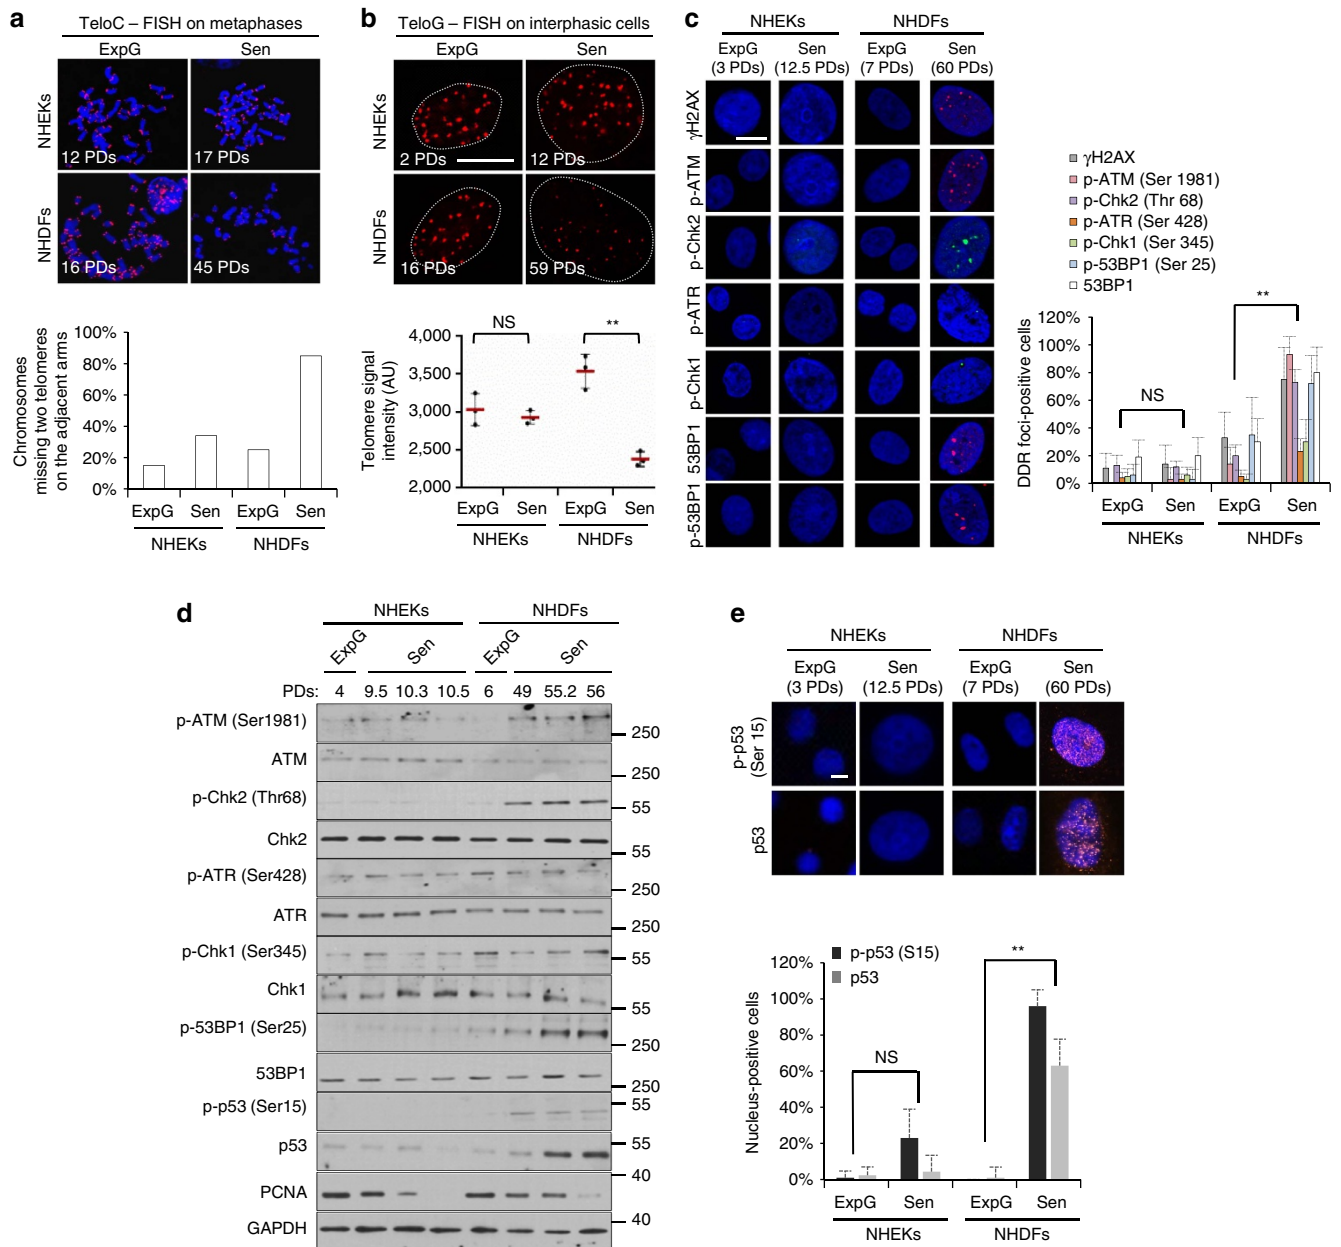 a
TeloC – FISH on metaphases
ExpG Sen
NHEKs
12 PDs 17 PDs
NHDFs
16 PDs 45 PDs
Chromosomes
missing two telomeres
on the adjacent arms
100%
80%
60%
40%
20%
0%
ExpG Sen ExpG Sen
NHEKs NHDFs
b
TeloG – FISH on interphasic cells
ExpG Sen
NHEKs
2 PDs 12 PDs
NHDFs
16 PDs 59 PDs
Telomere signal
intensity (AU)
4,000
3,500
3,000
2,500
2,000
NS **
ExpG Sen ExpG Sen
NHEKs NHDFs
c
NHEKs NHDFs
ExpG Sen ExpG Sen
(3 PDs) (12.5 PDs) (7 PDs) (60 PDs)
γH2AX
p-ATM
p-Chk2
p-ATR
p-Chk1
53BP1
p-53BP1
γH2AX
p-ATM (Ser 1981)
p-Chk2 (Thr 68)
p-ATR (Ser 428)
p-Chk1 (Ser 345)
p-53BP1 (Ser 25)
53BP1
DDR foci-positive cells
120%
100%
80%
60%
40%
20%
0%
NS **
ExpG Sen ExpG Sen
NHEKs NHDFs
d
NHEKs NHDFs
ExpG Sen ExpG Sen
PDs: 4 9.5 10.3 10.5 6 49 55.2 56
p-ATM (Ser1981) 250
ATM 250
p-Chk2 (Thr68) 55
Chk2 55
p-ATR (Ser428) 250
ATR 250
p-Chk1 (Ser345) 55
Chk1 55
p-53BP1 (Ser25) 250
53BP1 250
p-p53 (Ser15) 55
p53 55
40
PCNA
GAPDH 40
e
NHEKs NHDFs
ExpG Sen ExpG Sen
(3 PDs) (12.5 PDs) (7 PDs) (60 PDs)
p-p53
(Ser 15)
p53
p-p53 (S15)
p53
Nucleus-positive cells
120%
100%
80%
60%
40%
20%
0%
NS **
ExpG Sen ExpG Sen
NHEKs NHDFs